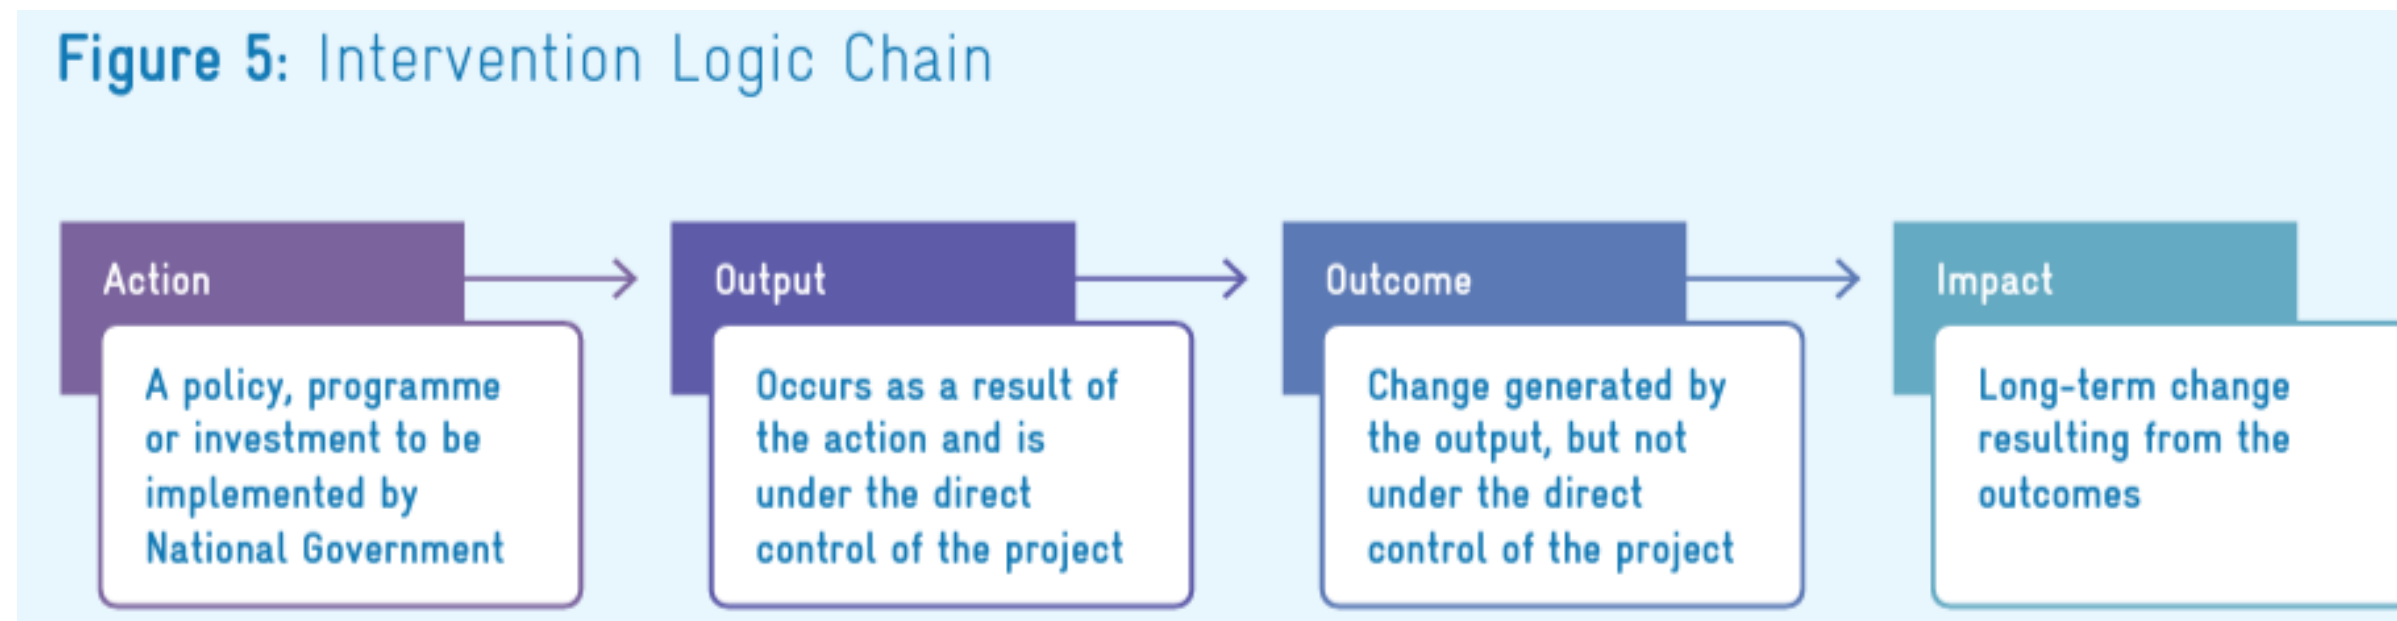 Figure 5: Intervention Logic Chain
Action
A policy, programme
or investment to be
implemented by
National Government
Output
Occurs as a result of
the action and is
under the direct
control of the project
Outcome
Change generated by
the output, but not
under the direct
control of the project
Impact
Long-term change
resulting from the
outcomes